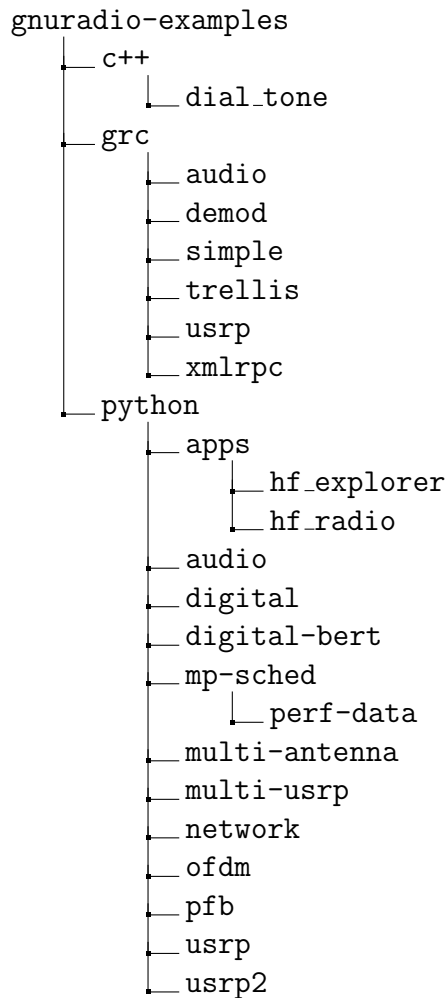 gnuradio-examples
c++
dial_tone
grc
audio
demod
simple
trellis
usrp
xmlrpc
python
apps
hf_explorer
hf_radio
audio
digital
digital-bert
mp-sched
perf-data
multi-antenna
multi-usrp
network
ofdm
pfb
usrp
usrp2